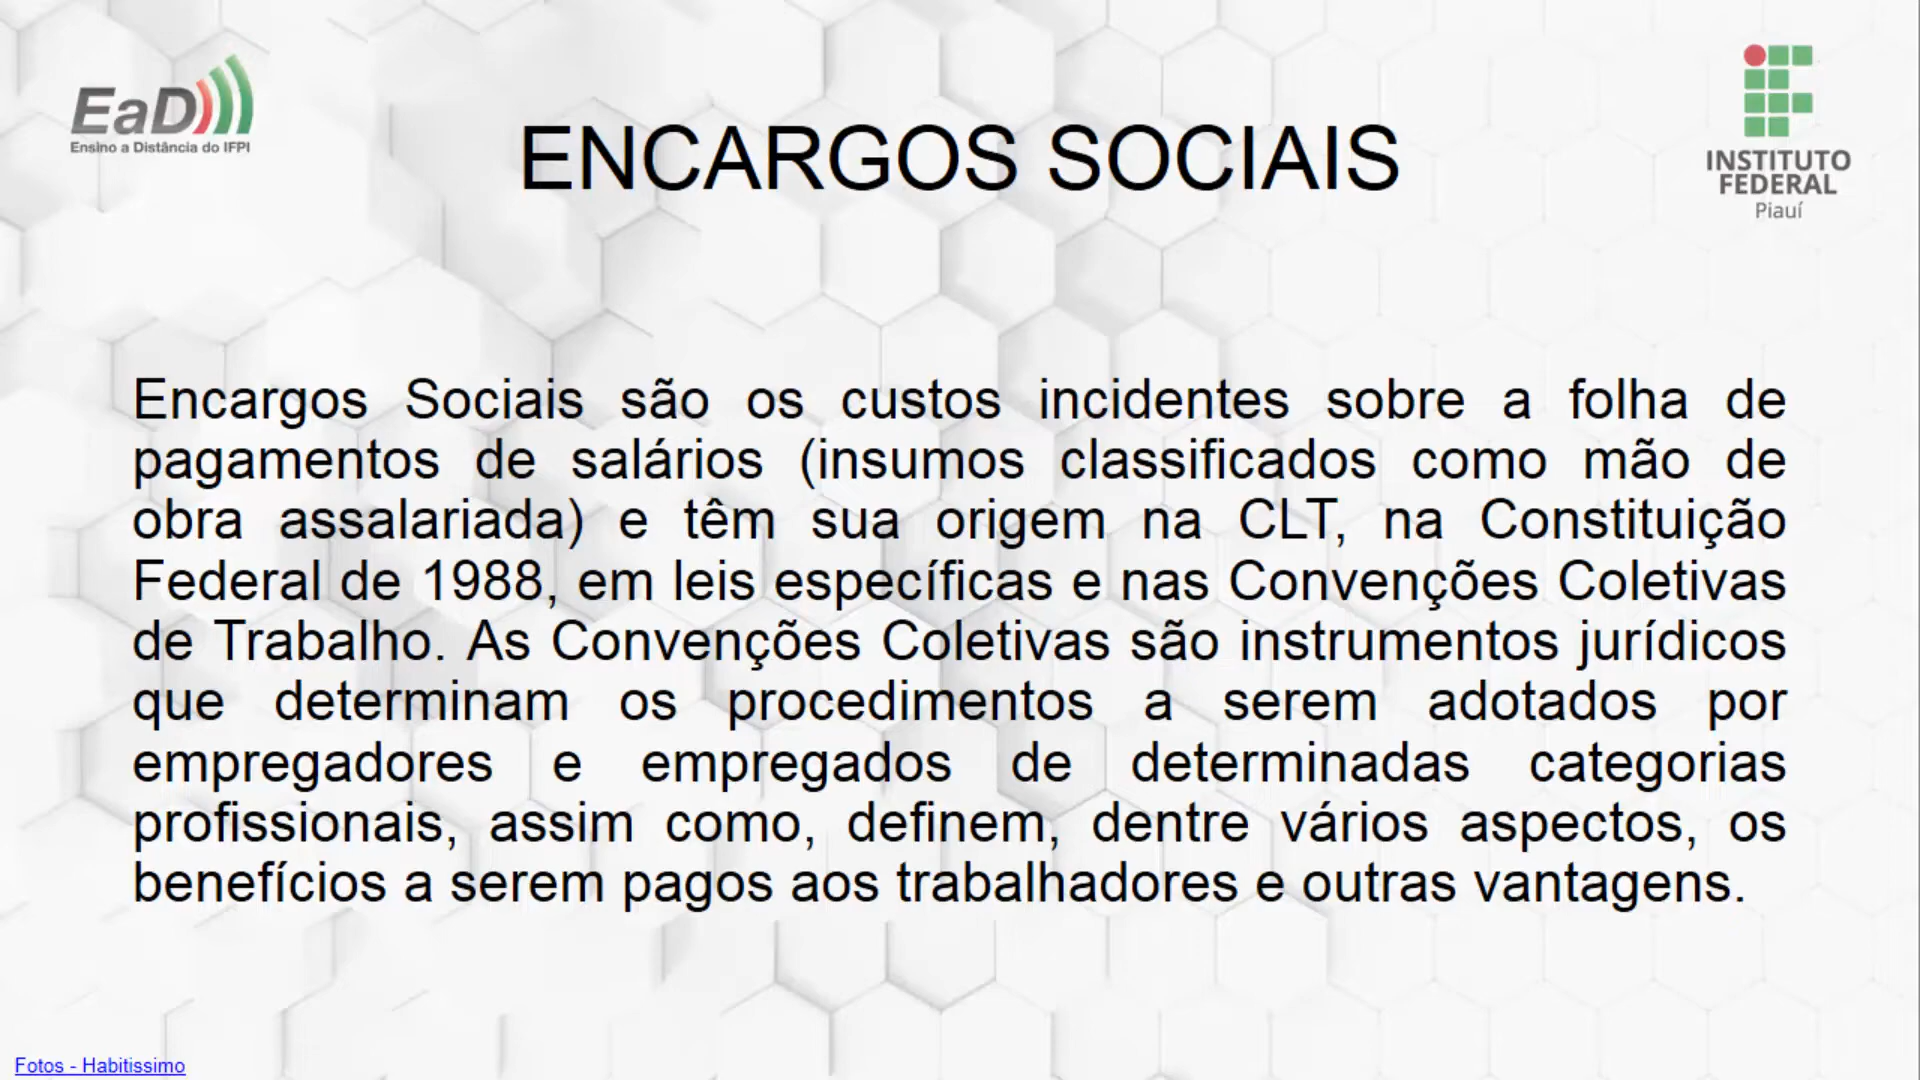 EaD
Ensino a Distância do IFPI
ENCARGOS SOCIAIS
INSTITUTO
FEDERAL
Piauí
Encargos Sociais são os custos incidentes sobre a folha de
pagamentos de salários (insumos classificados como mão de
obra assalariada) e têm sua origem na CLT, na Constituição
Federal de 1988, em leis específicas e nas Convenções Coletivas
de Trabalho. As Convenções Coletivas são instrumentos jurídicos
que determinam os procedimentos a serem adotados por
empregadores e empregados de determinadas categorias
profissionais, assim como, definem, dentre vários aspectos, os
benefícios a serem pagos aos trabalhadores e outras vantagens.
Fotos - Habitissimo